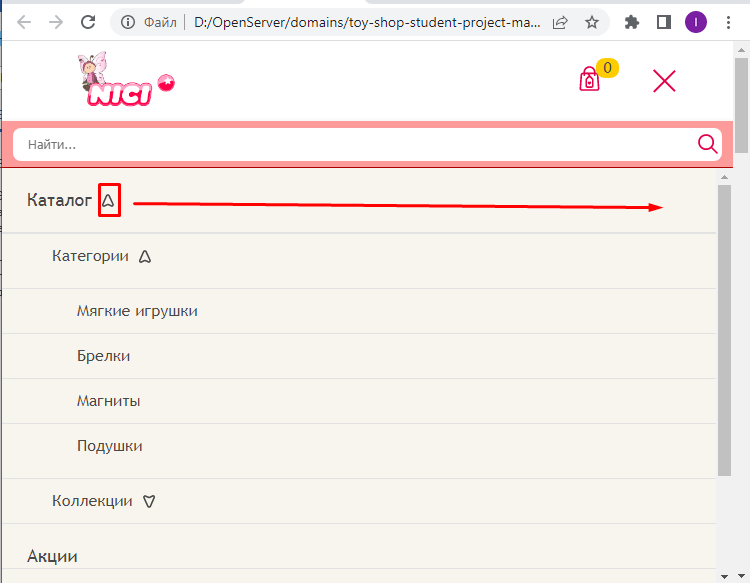 Файл D:/OpenServer/domains/toy-shop-student-project-ma... I
NICI 0
Найти...
Каталог
Категории
Мягкие игрушки
Брелки
Магниты
Подушки
Коллекции
Акции